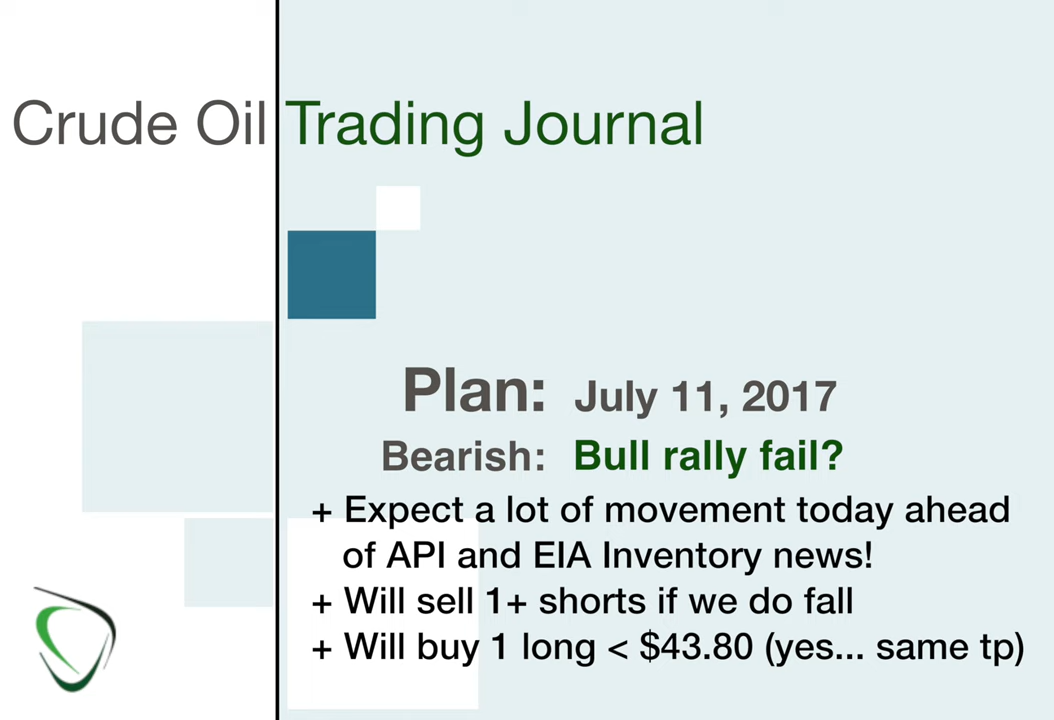 Crude Oil Trading Journal
Plan: July 11, 2017
Bearish: Bull rally fail?
+ Expect a lot of movement today ahead
of API and EIA Inventory news!
+ Will sell 1+ shorts if we do fall
+ Will buy 1 long < $43.80 (yes... same tp)